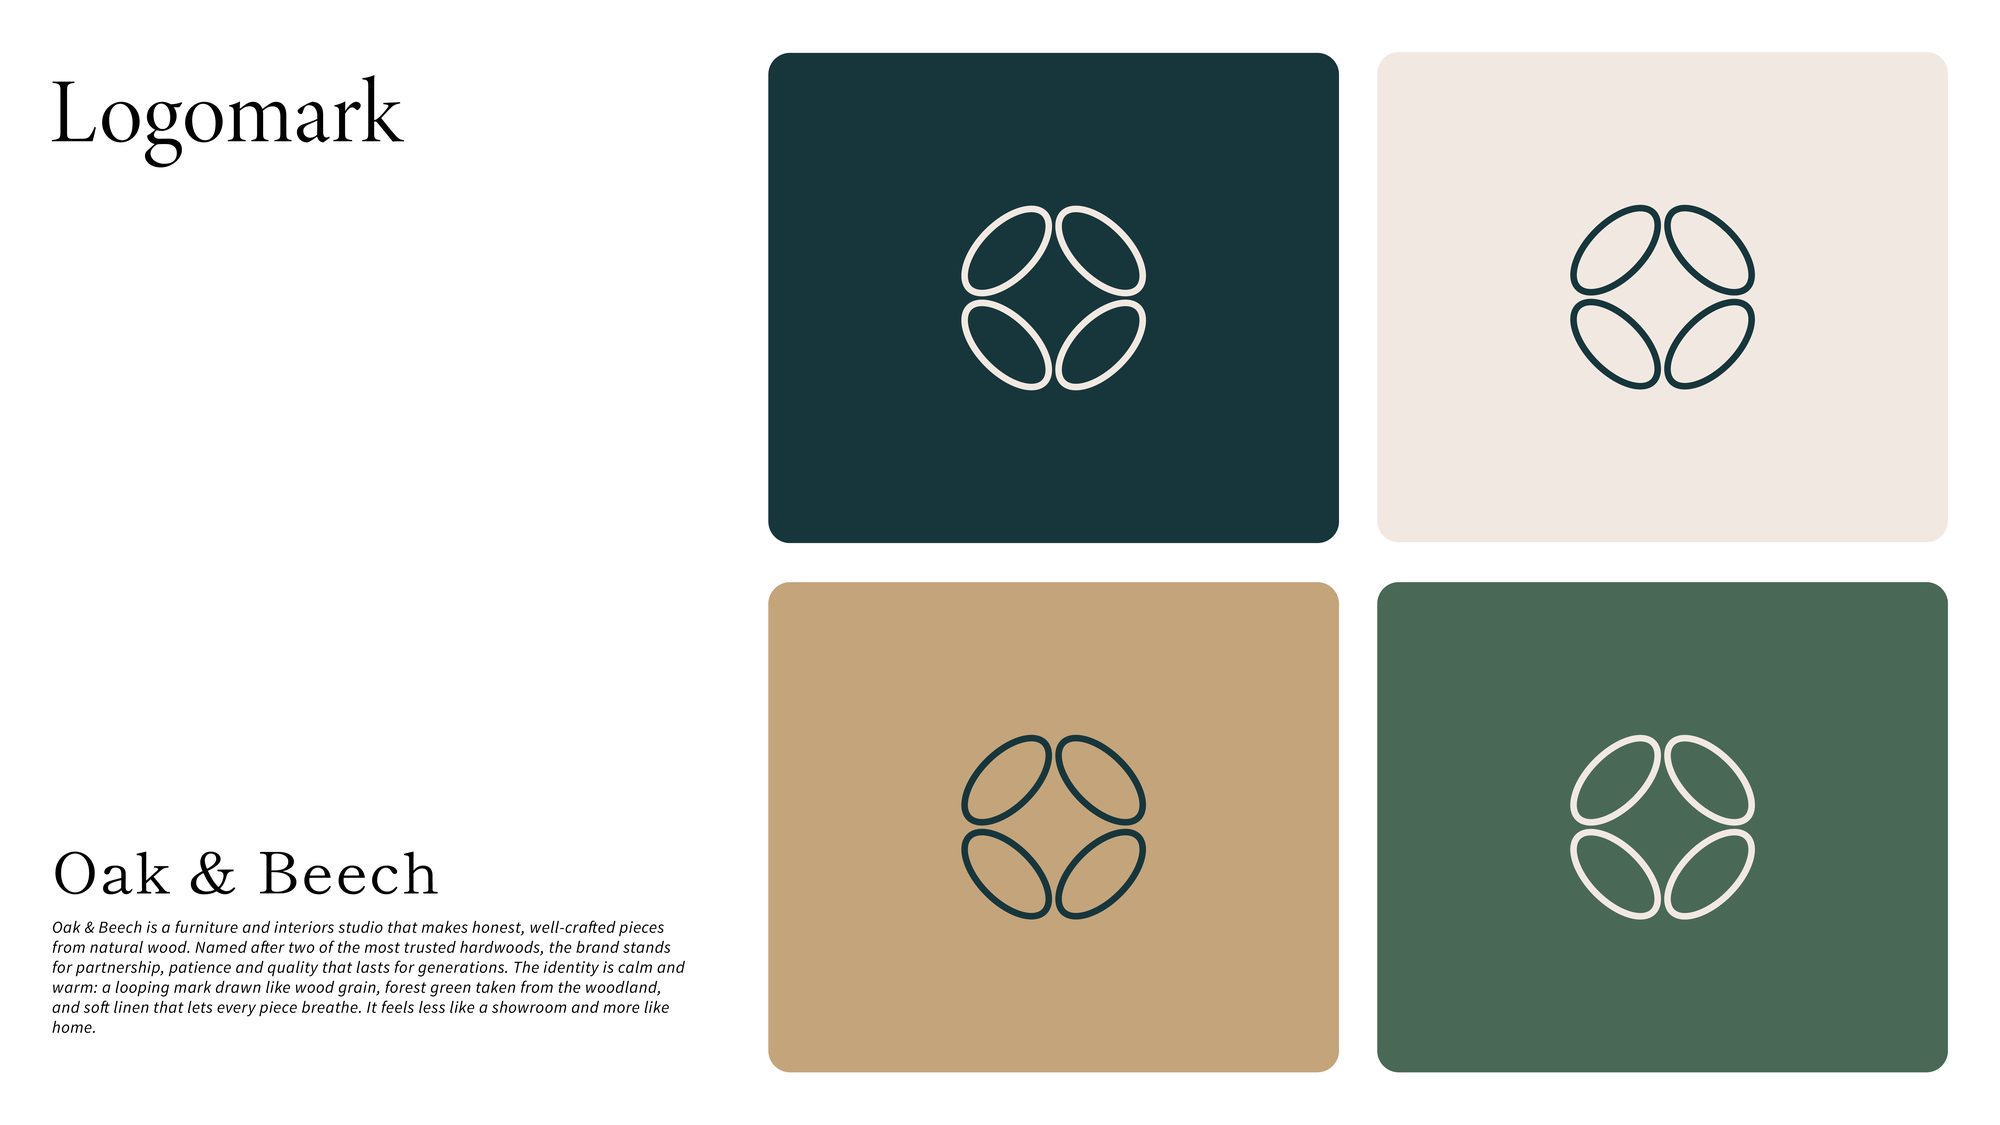 Logomark
Oak & Beech
Oak & Beech is a furniture and interiors studio that makes honest, well-crafted pieces
from natural wood. Named after two of the most trusted hardwoods, the brand stands
for partnership, patience and quality that lasts for generations. The identity is calm and
warm: a looping mark drawn like wood grain, forest green taken from the woodland,
and soft linen that lets every piece breathe. It feels less like a showroom and more like
home.